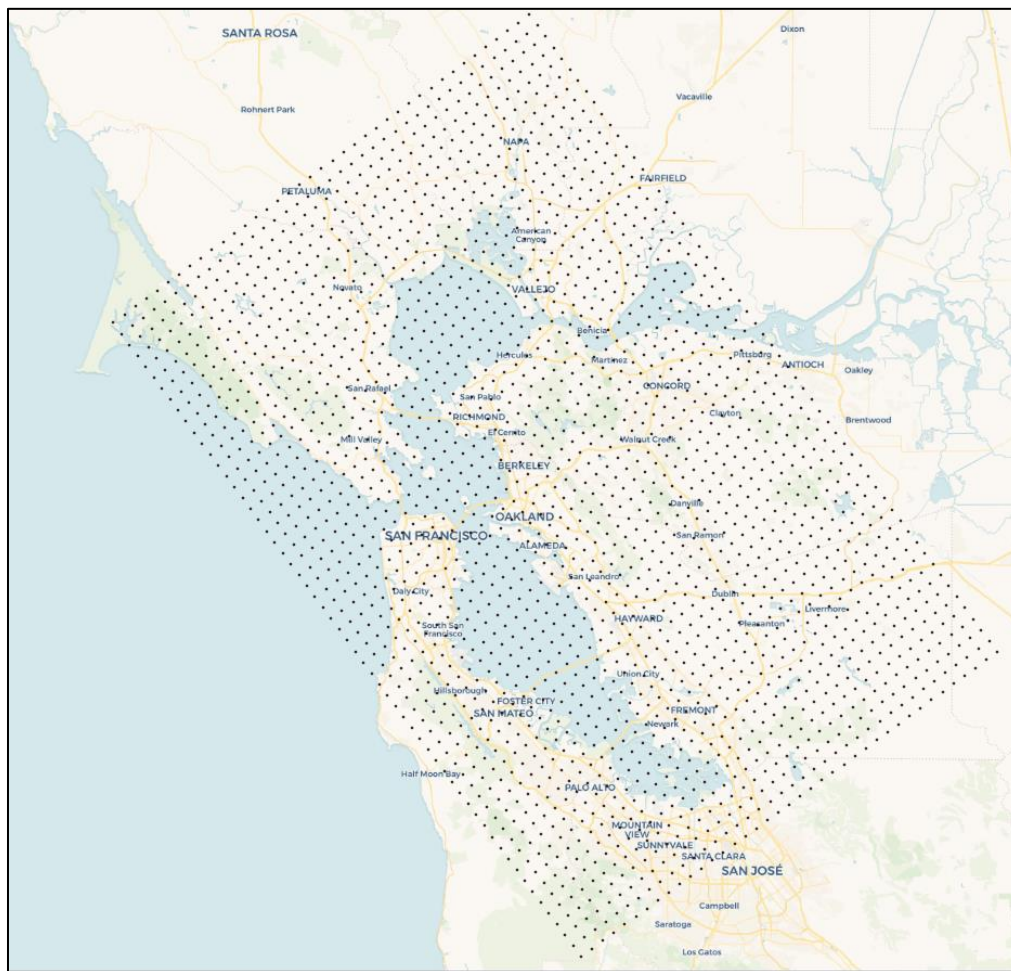 Dixon
SANTA ROSA
Vacaville
Rohnert Park
NAPA
FAIRFIELD
PETALUMA
American
Canyon
Novato
VALLEJO
Benicia
Hercules
Martinez
Pittsburg
ANTIOCH
Oakley
San Rafael
CONCORD
San Pablo
RICHMOND
Clayton
Brentwood
El Cerrito
Mill Valley
Walnut Creek
BERKELEY
Danville
OAKLAND
SAN FRANCISCO
San Ramon
ALAMEDA
San Leandro
Daly City
Dublin
Livermore
HAYWARD
Pleasanton
South San
Francisco
Union City
Hillsborough
FOSTER CITY
SAN MATEO
FREMONT
Newark
Half Moon Bay
PALO ALTO
MOUNTAIN
VIEW
SUNNYVALE
SANTA CLARA
SAN JOSÉ
Campbell
Saratoga
Los Gatos